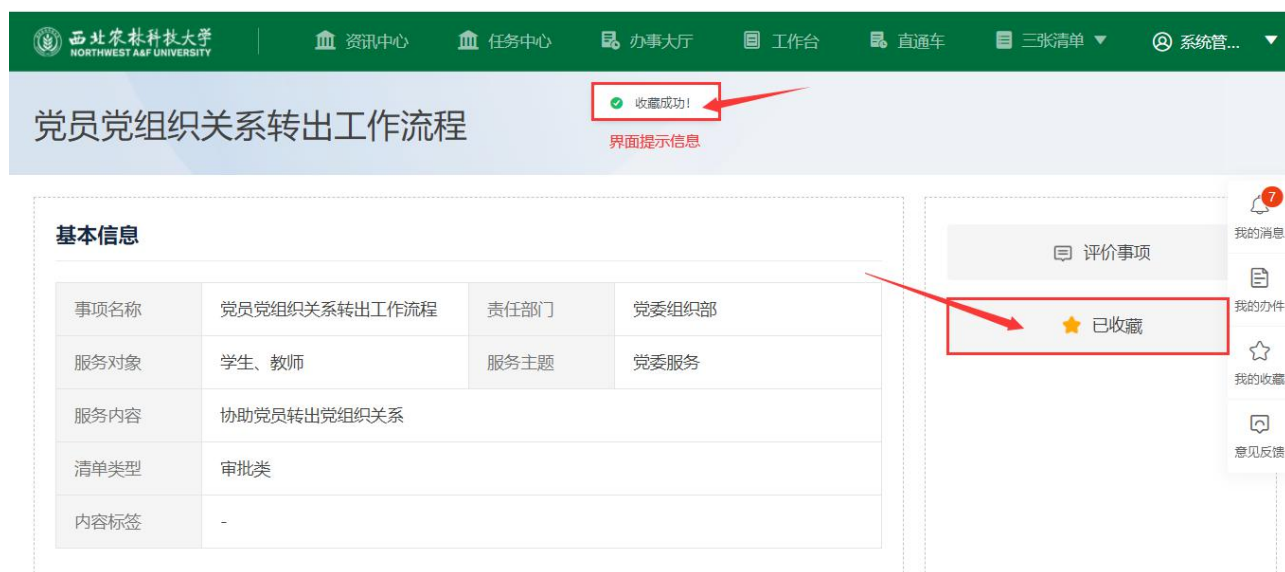 西北农林科技大学
NORTHWEST A&F UNIVERSITY
资讯中心 任务中心 办事大厅 工作台 直通车 三张清单 系统管...
收藏成功！
党员党组织关系转出工作流程
界面提示信息
7
我的消息
基本信息
评价事项
我的办件
事项名称 党员党组织关系转出工作流程 责任部门 党委组织部
已收藏
服务对象 学生、教师 服务主题 党委服务
我的收藏
服务内容 协助党员转出党组织关系
意见反馈
清单类型 审批类
内容标签 -